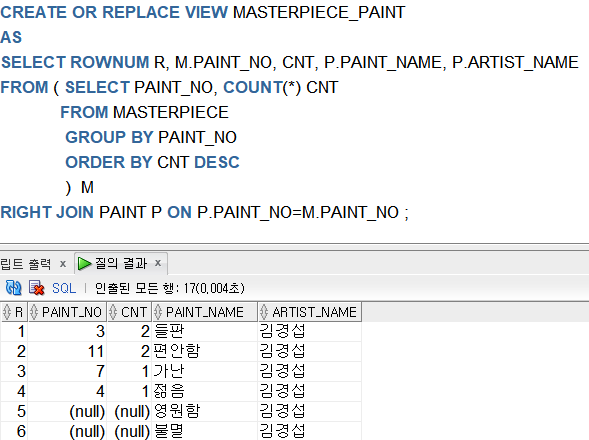 CREATE OR REPLACE VIEW MASTERPIECE_PAINT
AS
SELECT ROWNUM R, M.PAINT_NO, CNT, P.PAINT_NAME, P.ARTIST_NAME
FROM ( SELECT PAINT_NO, COUNT(*) CNT
FROM MASTERPIECE
GROUP BY PAINT_NO
ORDER BY CNT DESC
) M
RIGHT JOIN PAINT P ON P.PAINT_NO=M.PAINT_NO ;
립트 출력 x 질의 결과 x
SQL | 인출된 모든 행: 17(0,004초)
R PAINT_NO CNT PAINT_NAME ARTIST_NAME
1 3 2 들판 김경섭
2 11 2 편안함 김경섭
3 7 1 가난 김경섭
4 4 1 젊음 김경섭
5 (null) (null) 영원함 김경섭
6 (null) (null) 불멸 김경섭